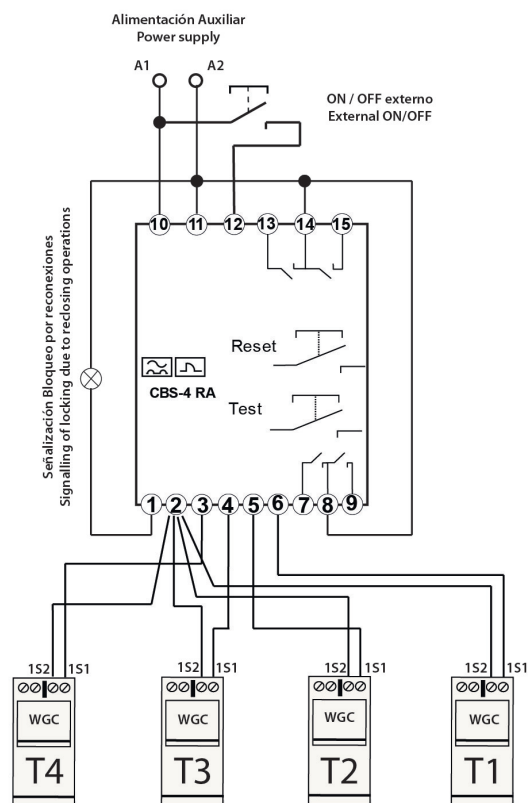 Alimentación Auxiliar
Power supply
A1
A2
ON / OFF externo
External ON/OFF
10
11
12
13
14
15
Señalización Bloqueo por reconexiones
Signalling of locking due to reclosing operations
Reset
CBS-4 RA
Test
1
2
3
4
5
6
7
8
9
1S2
1S1
1S2
1S1
1S2
1S1
1S2
1S1
WGC
WGC
WGC
WGC
T4
T3
T2
T1